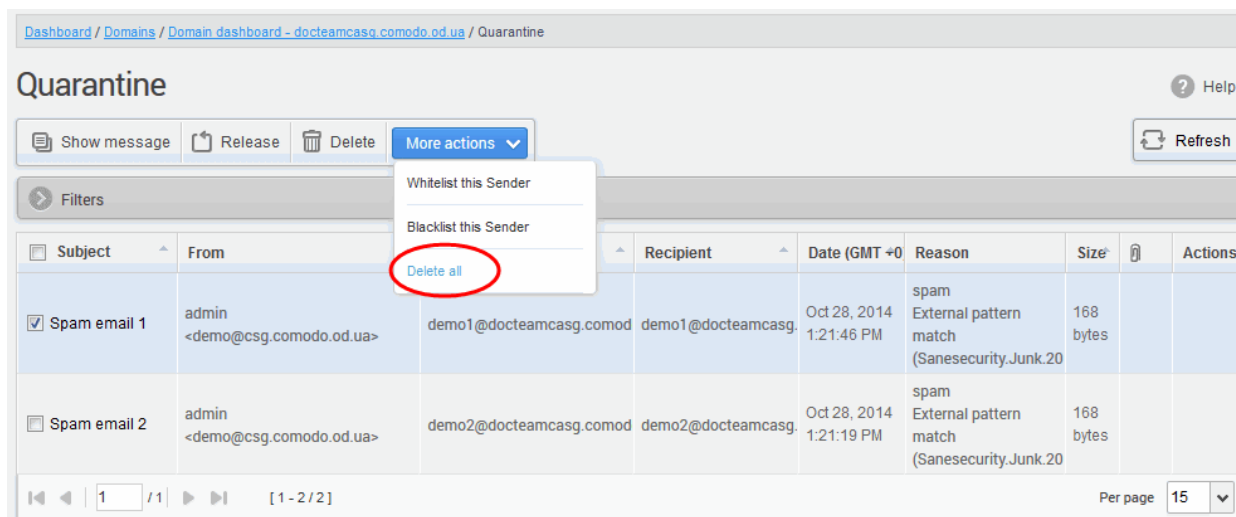 Dashboard / Domains / Domain dashboard - docteamcasg.comodo.od.ua / Quarantine
Quarantine
Help
Show message Release Delete More actions Refresh
Whitelist this Sender
Blacklist this Sender
Delete all
Filters
Subject From Recipient Date (GMT +0 Reason Size Actions
Spam email 1
admin
<demo@csg.comodo.od.ua>
demo1@docteamcasg.comod
demo1@docteamcasg.
Oct 28, 2014
1:21:46 PM
spam
External pattern
match
(Sanesecurity.Junk.20
168
bytes
Spam email 2
admin
<demo@csg.comodo.od.ua>
demo2@docteamcasg.comod
demo2@docteamcasg.
Oct 28, 2014
1:21:19 PM
spam
External pattern
match
(Sanesecurity.Junk.20
168
bytes
1 / 1 [ 1 - 2 / 2 ] Per page 15